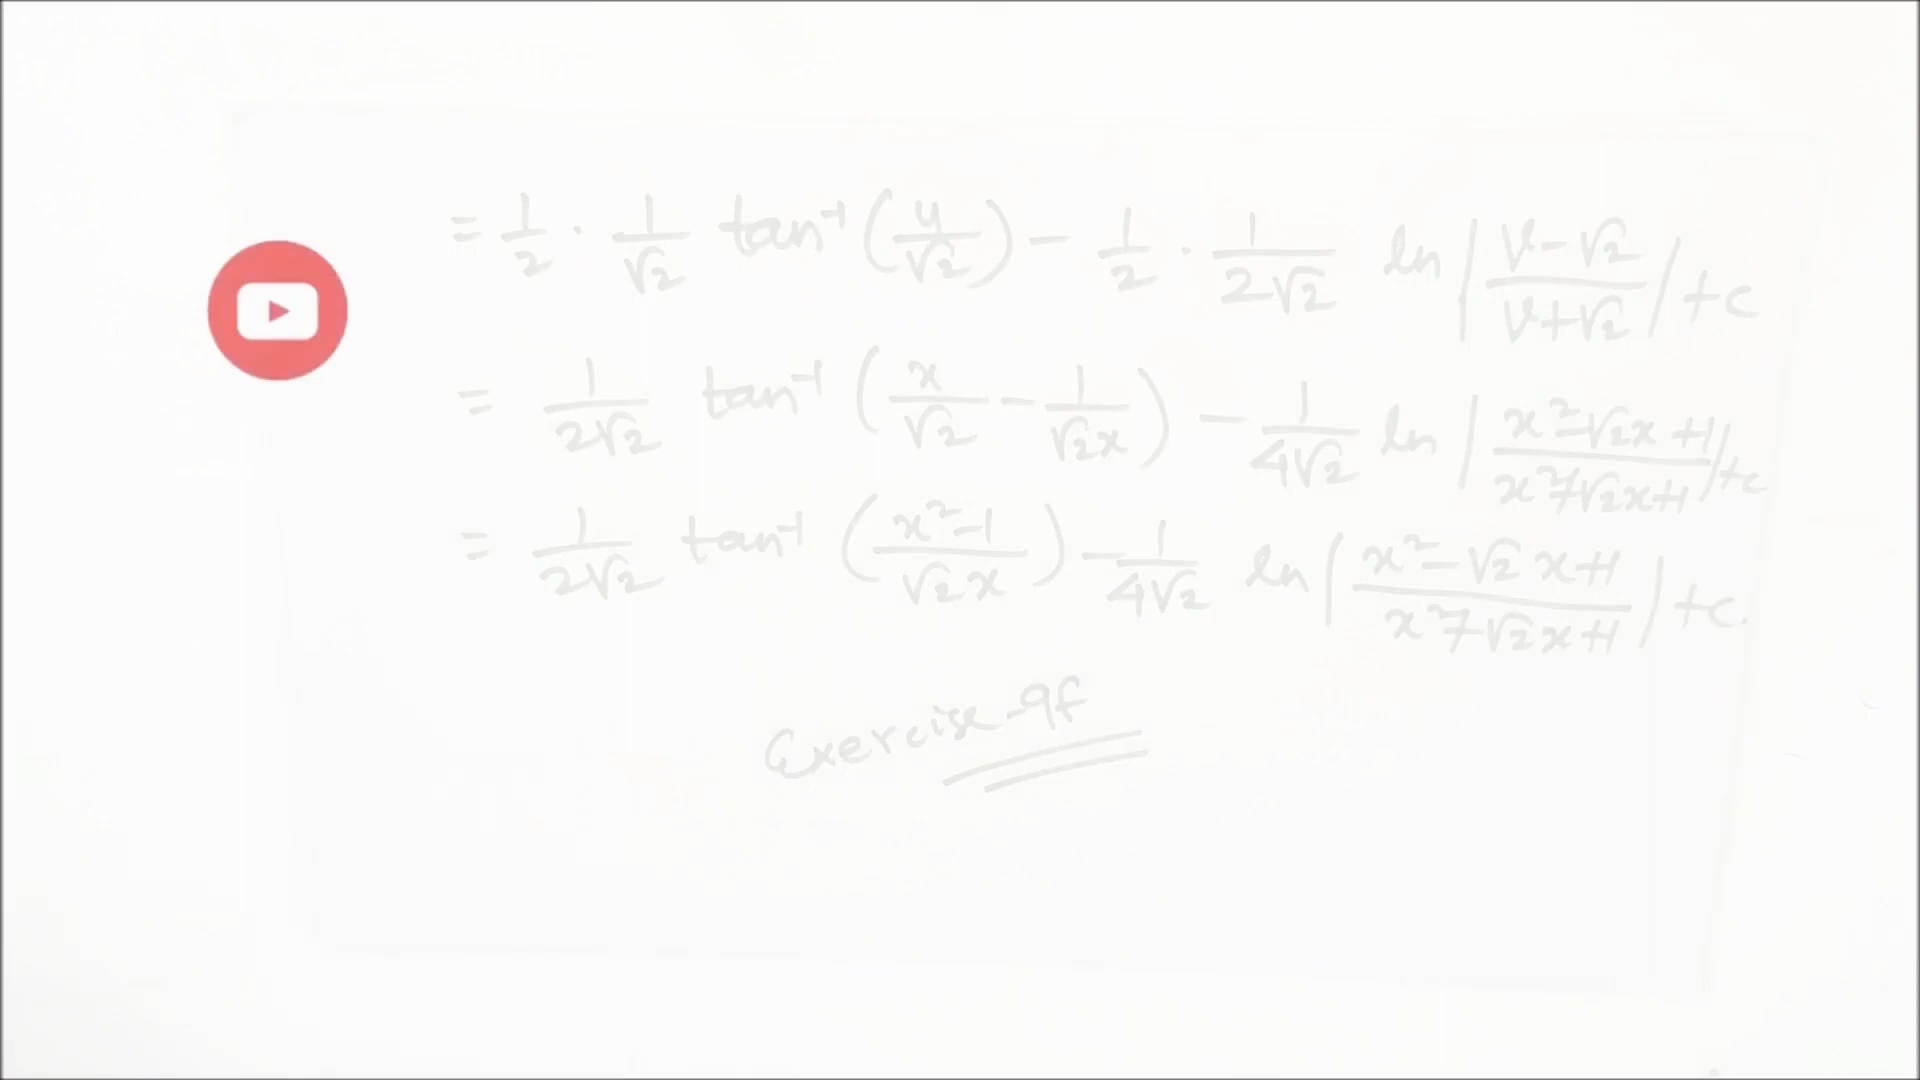 = 1/2 · 1/√2 tan⁻¹(u/√2) - 1/2 · 1/2√2 ln|v-√2/v+√2| + c
= 1/2√2 tan⁻¹(x/√2 - 1/√2x) - 1/4√2 ln|x²-√2x+1/x²+√2x+1| + c
= 1/2√2 tan⁻¹(x²-1/√2x) - 1/4√2 ln|x²-√2x+1/x²+√2x+1| + c.
Exercise-9f